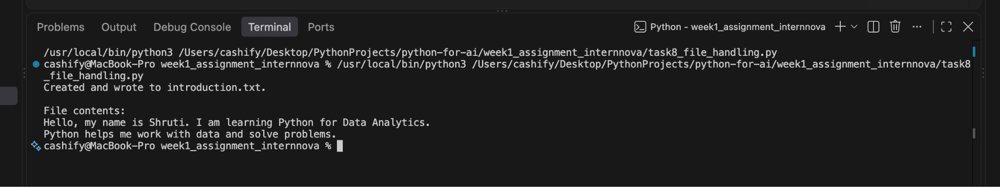 Problems Output Debug Console Terminal Ports Python - week1_assignment_internnova
/usr/local/bin/python3 /Users/cashify/Desktop/PythonProjects/python-for-ai/week1_assignment_internnova/task8_file_handling.py
cashify@MacBook-Pro week1_assignment_internnova % /usr/local/bin/python3 /Users/cashify/Desktop/PythonProjects/python-for-ai/week1_assignment_internnova/task8
_file_handling.py
Created and wrote to introduction.txt.
File contents:
Hello, my name is Shruti. I am learning Python for Data Analytics.
Python helps me work with data and solve problems.
cashify@MacBook-Pro week1_assignment_internnova %